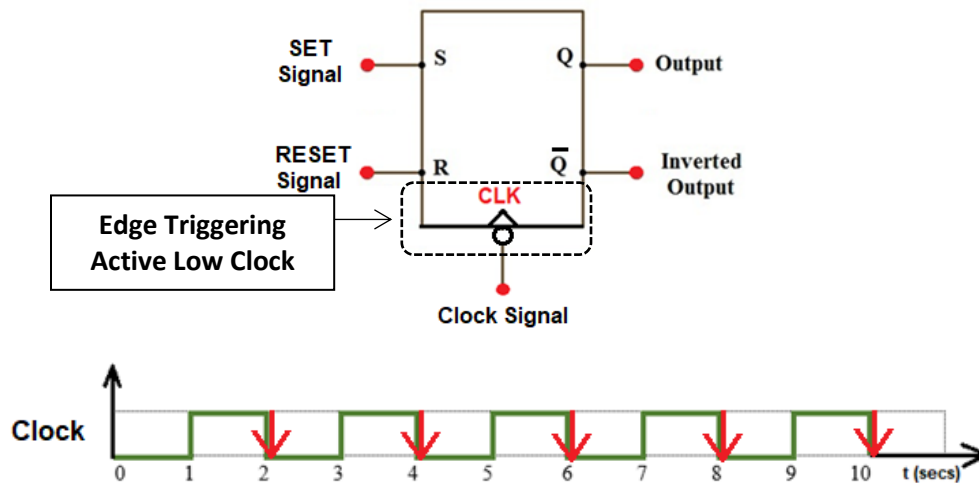 SET
Signal
S
Q
Output
RESET
Signal
R
Q̅
Inverted
Output
CLK
Edge Triggering
Active Low Clock
Clock Signal
Clock
0 1 2 3 4 5 6 7 8 9 10 t (secs)